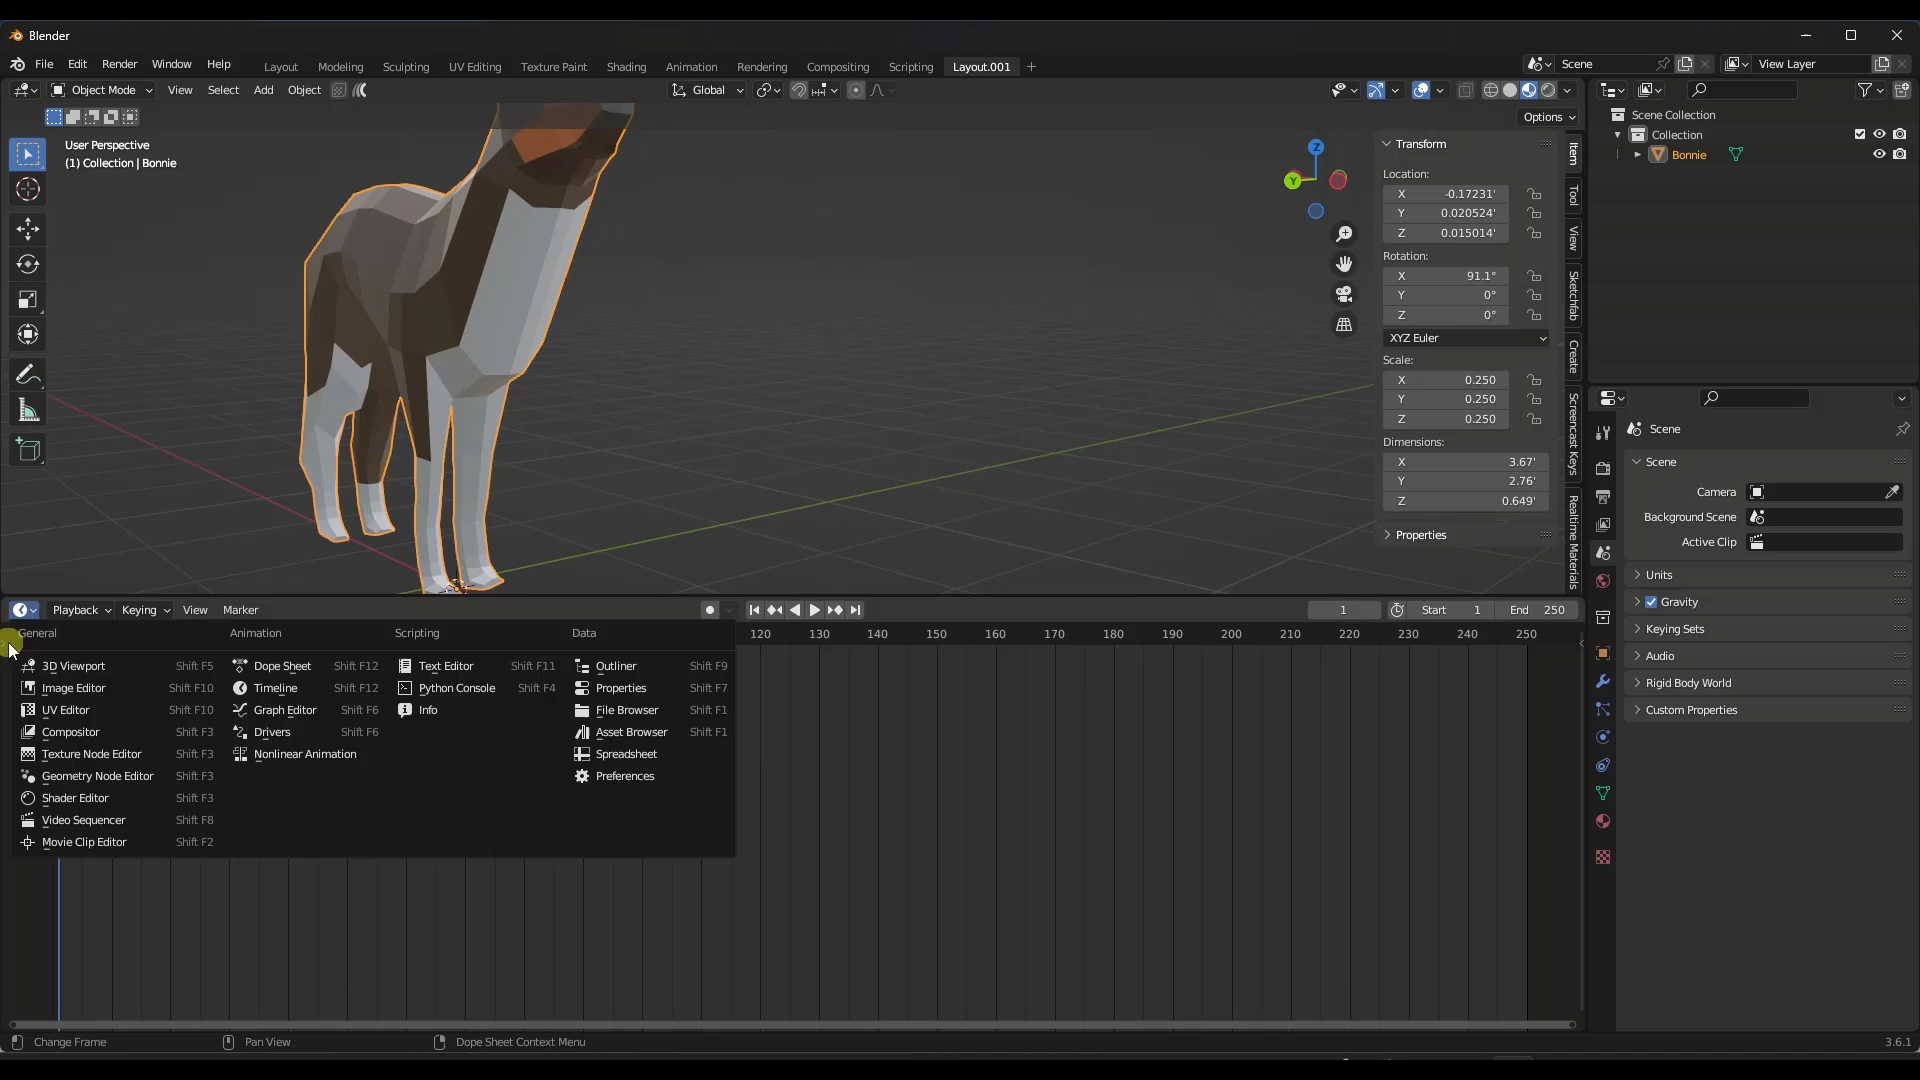 Blender
File Edit Render Window Help Layout Modeling Sculpting UV Editing Texture Paint Shading Animation Rendering Compositing Scripting Layout.001 + Scene View Layer
Object Mode View Select Add Object Global
Options
User Perspective
(1) Collection | Bonnie
Z
Y
Transform
Location:
X -0.17231'
Y 0.020524'
Z 0.015014'
Rotation:
X 91.1°
Y 0°
Z 0°
XYZ Euler
Scale:
X 0.250
Y 0.250
Z 0.250
Dimensions:
X 3.67'
Y 2.76'
Z 0.649'
Properties
Item
Tool
View
Sketchfab
Create
Screencast Keys
Realtime Materials
Scene Collection
Collection
Bonnie
Scene
Scene
Camera
Background Scene
Active Clip
Units
Gravity
Keying Sets
Audio
Rigid Body World
Custom Properties
Playback Keying View Marker 1 Start 1 End 250
120 130 140 150 160 170 180 190 200 210 220 230 240 250
General
3D Viewport Shift F5
Image Editor Shift F10
UV Editor Shift F10
Compositor Shift F3
Texture Node Editor Shift F3
Geometry Node Editor Shift F3
Shader Editor Shift F3
Video Sequencer Shift F8
Movie Clip Editor Shift F2
Animation
Dope Sheet Shift F12
Timeline Shift F12
Graph Editor Shift F6
Drivers Shift F6
Nonlinear Animation
Scripting
Text Editor Shift F11
Python Console Shift F4
Info
Data
Outliner Shift F9
Properties Shift F7
File Browser Shift F1
Asset Browser Shift F1
Spreadsheet
Preferences
Change Frame Pan View Dope Sheet Context Menu 3.6.1